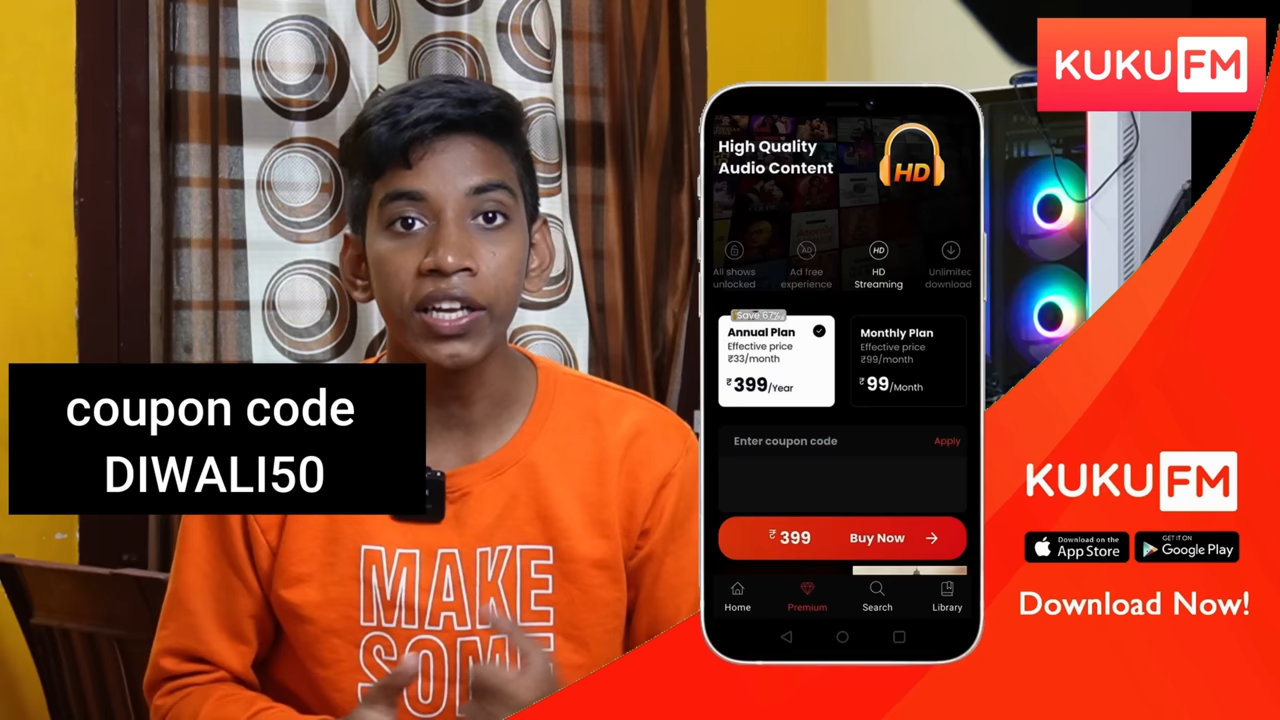 KUKU FM
High Quality
Audio Content
HD
All shows
unlocked
AD
Ad free
experience
HD
HD
Streaming
Unlimited
download
Save 67%
Annual Plan
Effective price
₹33/month
₹399/Year
Monthly Plan
Effective price
₹99/month
₹99/Month
Enter coupon code
Apply
₹399
Buy Now
Home
Premium
Search
Library
coupon code
DIWALI50
MAKE
SOME
KUKU FM
Download on the
App Store
GET IT ON
Google Play
Download Now!